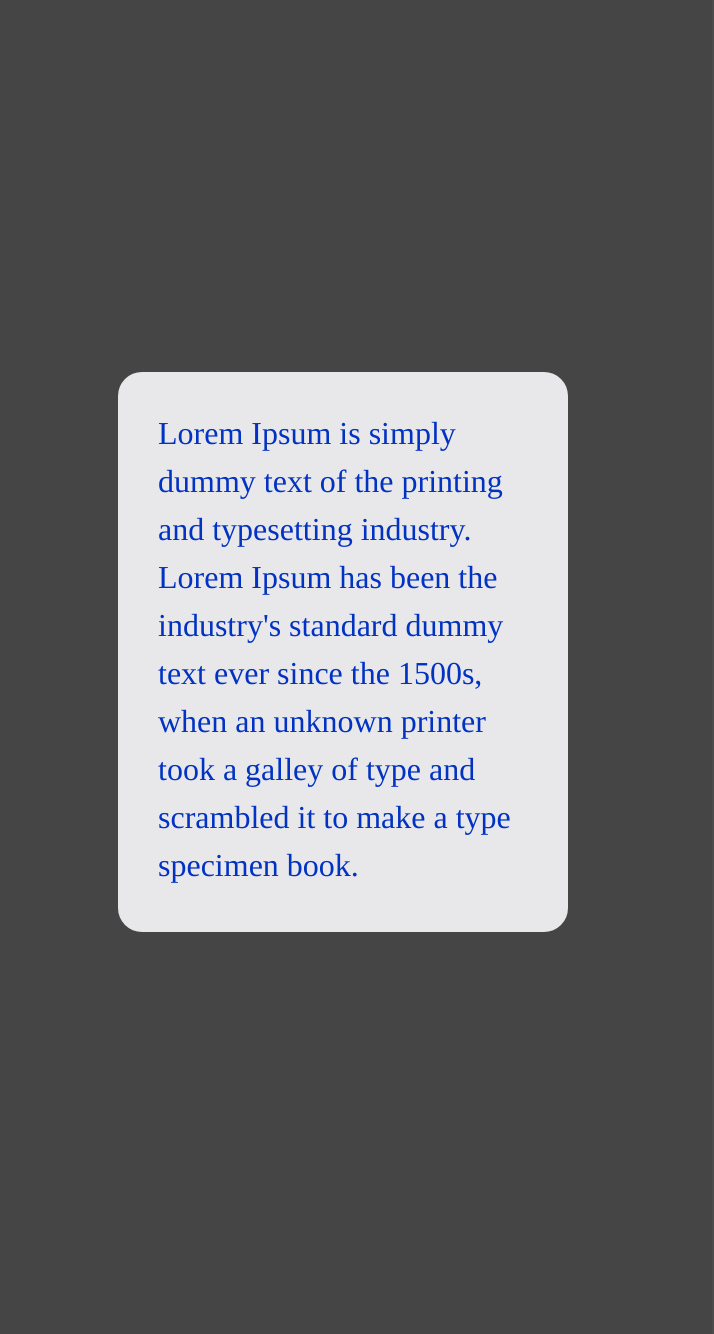 Lorem Ipsum is simply
dummy text of the printing
and typesetting industry.
Lorem Ipsum has been the
industry's standard dummy
text ever since the 1500s,
when an unknown printer
took a galley of type and
scrambled it to make a type
specimen book.